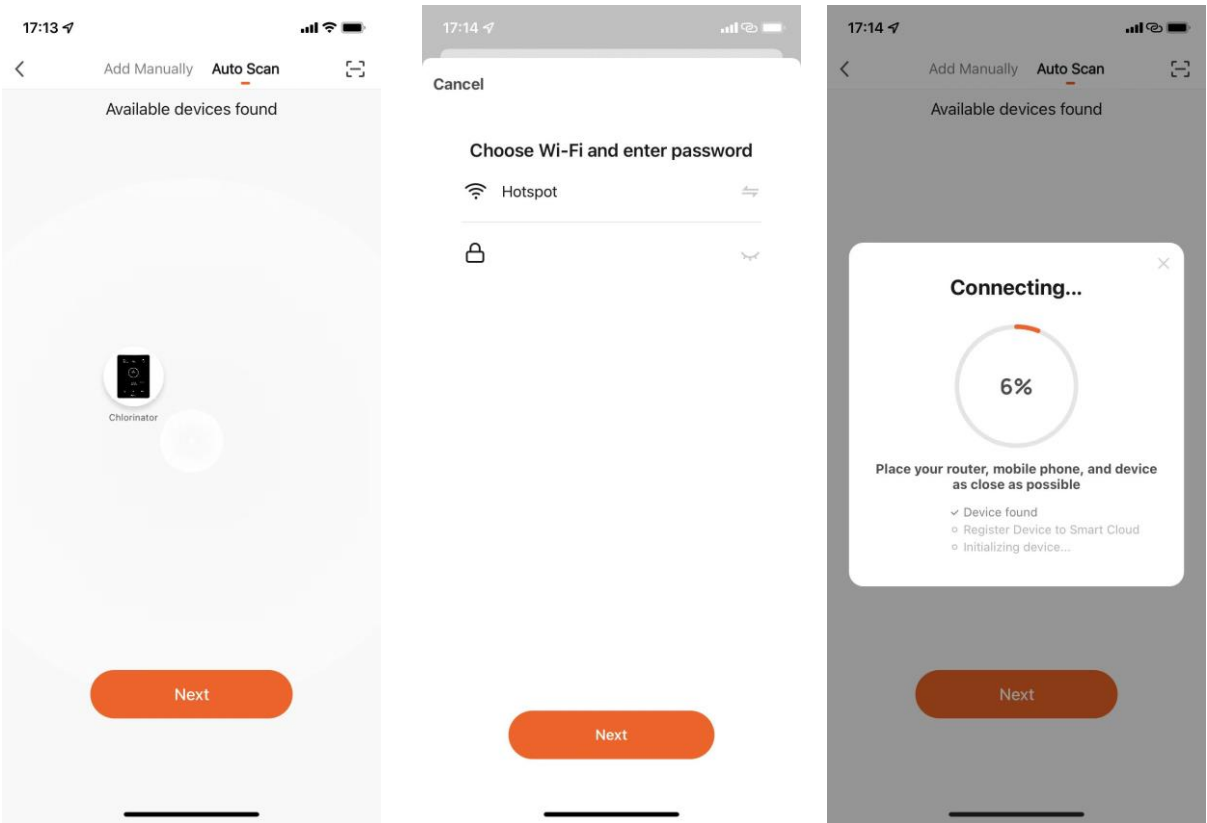 17:13
Add Manually Auto Scan
Available devices found
Chlorinator
Next
17:14
Cancel
Choose Wi-Fi and enter password
Hotspot
Next
17:14
Add Manually Auto Scan
Available devices found
Connecting...
6%
Place your router, mobile phone, and device
as close as possible
Device found
Register Device to Smart Cloud
Initializing device...
Next